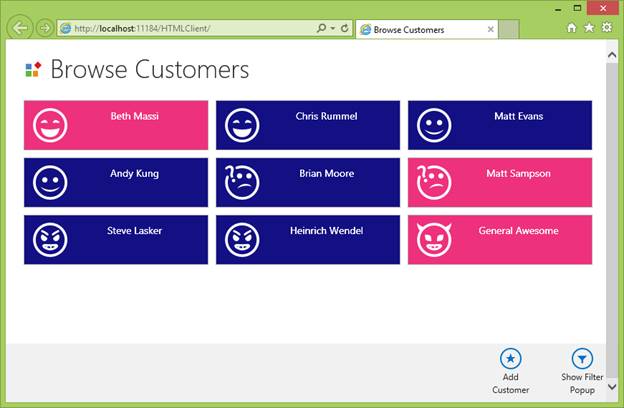 http://localhost:11184/HTMLClient/
Browse Customers
Browse Customers
Beth Massi
Chris Rummel
Matt Evans
Andy Kung
Brian Moore
Matt Sampson
Steve Lasker
Heinrich Wendel
General Awesome
Add
Customer
Show Filter
Popup